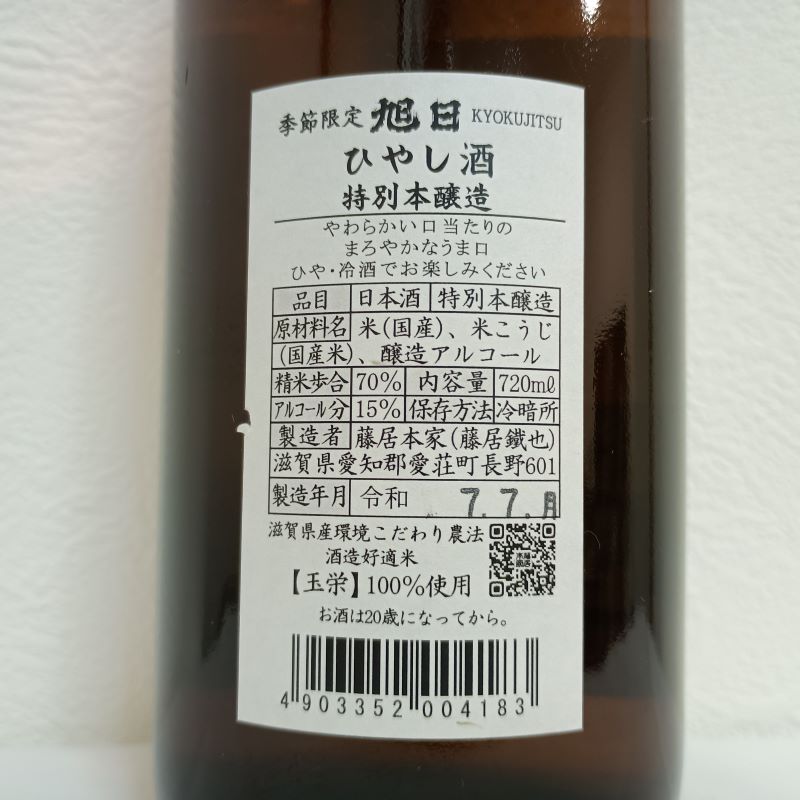 季節限定 旭日 KYOKUJITSU
ひやし酒
特別本醸造
やわらかい口当たりの
まろやかなうま口
ひや・冷酒でお楽しみください
品目 日本酒 特別本醸造
原材料名 米(国産)、米こうじ
(国産米)、醸造アルコール
精米歩合 70% 内容量 720mℓ
アルコール分 15% 保存方法 冷暗所
製造者 藤居本家(藤居鐵也)
滋賀県愛知郡愛荘町長野601
製造年月 令和 7.7.月
滋賀県産環境こだわり農法
酒造好適米
【玉栄】100%使用
お酒は20歳になってから。
4 903352 004183